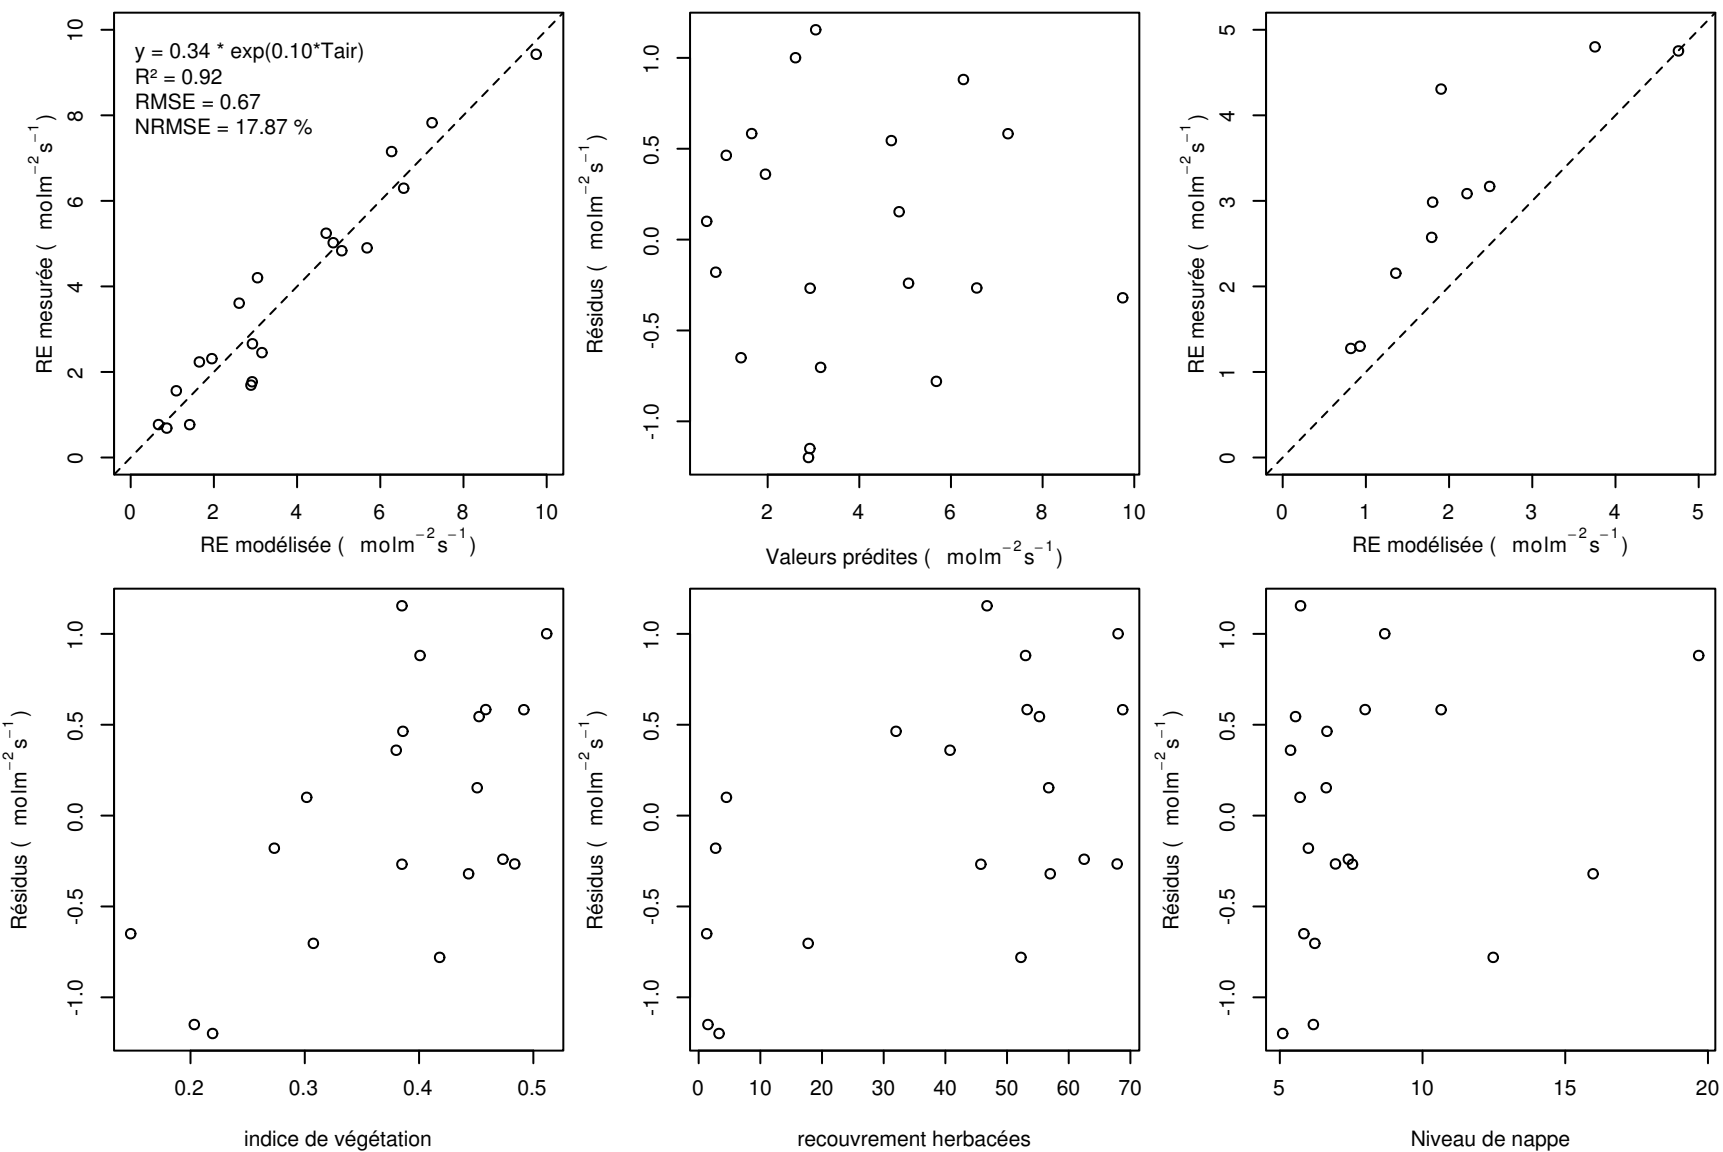 y = 0.34 * exp(0.10*Tair)
R² = 0.92
RMSE = 0.67
NRMSE = 17.87 %
RE mesurée ( molm⁻²s⁻¹)
0 2 4 6 8 10
0 2 4 6 8 10
RE modélisée ( molm⁻²s⁻¹)
Résidus ( molm⁻²s⁻¹)
-1.0 -0.5 0.0 0.5 1.0
2 4 6 8 10
Valeurs prédites ( molm⁻²s⁻¹)
RE mesurée ( molm⁻²s⁻¹)
0 1 2 3 4 5
0 1 2 3 4 5
RE modélisée ( molm⁻²s⁻¹)
Résidus ( molm⁻²s⁻¹)
-1.0 -0.5 0.0 0.5 1.0
0.2 0.3 0.4 0.5
indice de végétation
Résidus ( molm⁻²s⁻¹)
-1.0 -0.5 0.0 0.5 1.0
0 10 20 30 40 50 60 70
recouvrement herbacées
Résidus ( molm⁻²s⁻¹)
-1.0 -0.5 0.0 0.5 1.0
5 10 15 20
Niveau de nappe